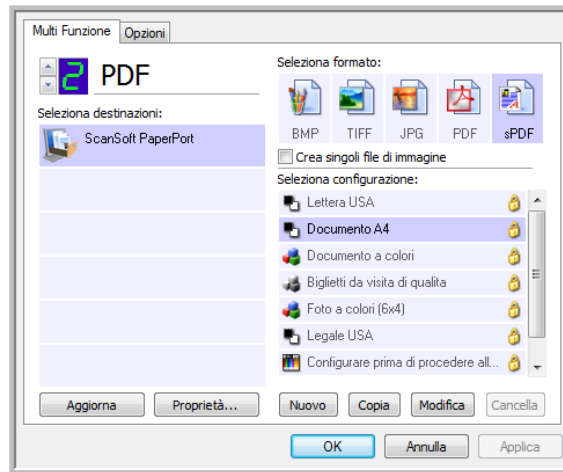 Multi Funzione
Opzioni
2 PDF
Seleziona destinazioni:
ScanSoft PaperPort
Aggiorna
Proprietà...
Seleziona formato:
BMP TIFF JPG PDF sPDF
Crea singoli file di immagine
Seleziona configurazione:
Lettera USA
Documento A4
Documento a colori
Biglietti da visita di qualita
Foto a colori (6x4)
Legale USA
Configurare prima di procedere all...
Nuovo Copia Modifica Cancella
OK Annulla Applica